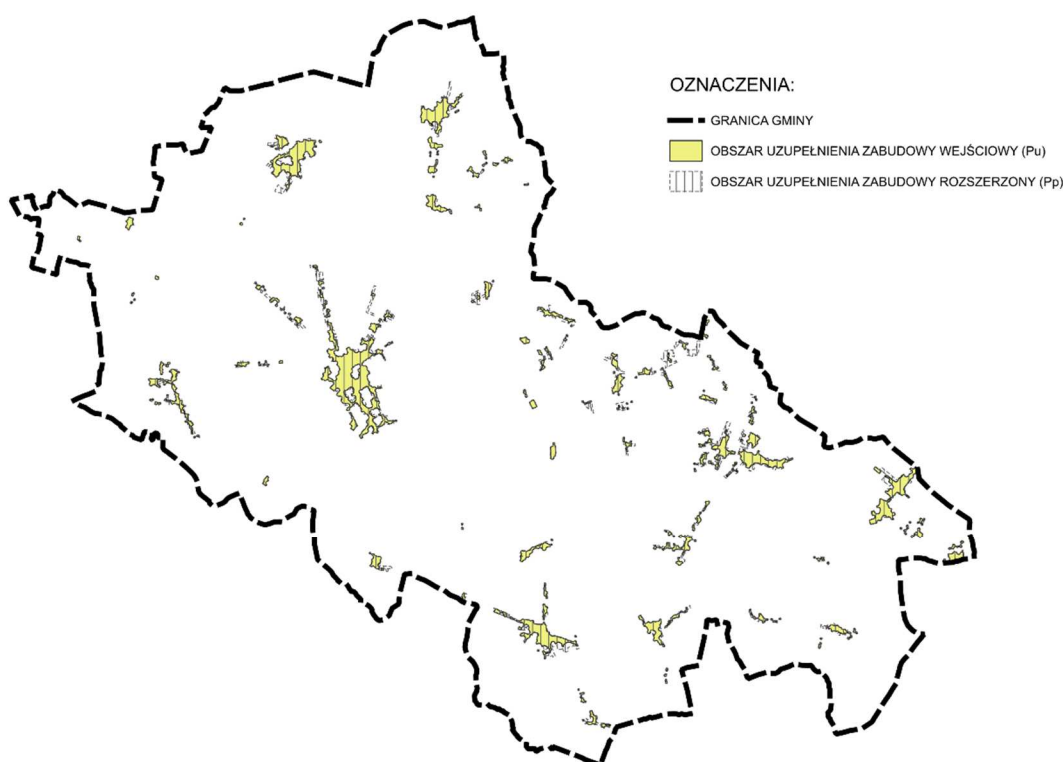 OZNACZENIA:
GRANICA GMINY
OBSZAR UZUPEŁNIENIA ZABUDOWY WEJŚCIOWY (Pu)
OBSZAR UZUPEŁNIENIA ZABUDOWY ROZSZERZONY (Pp)